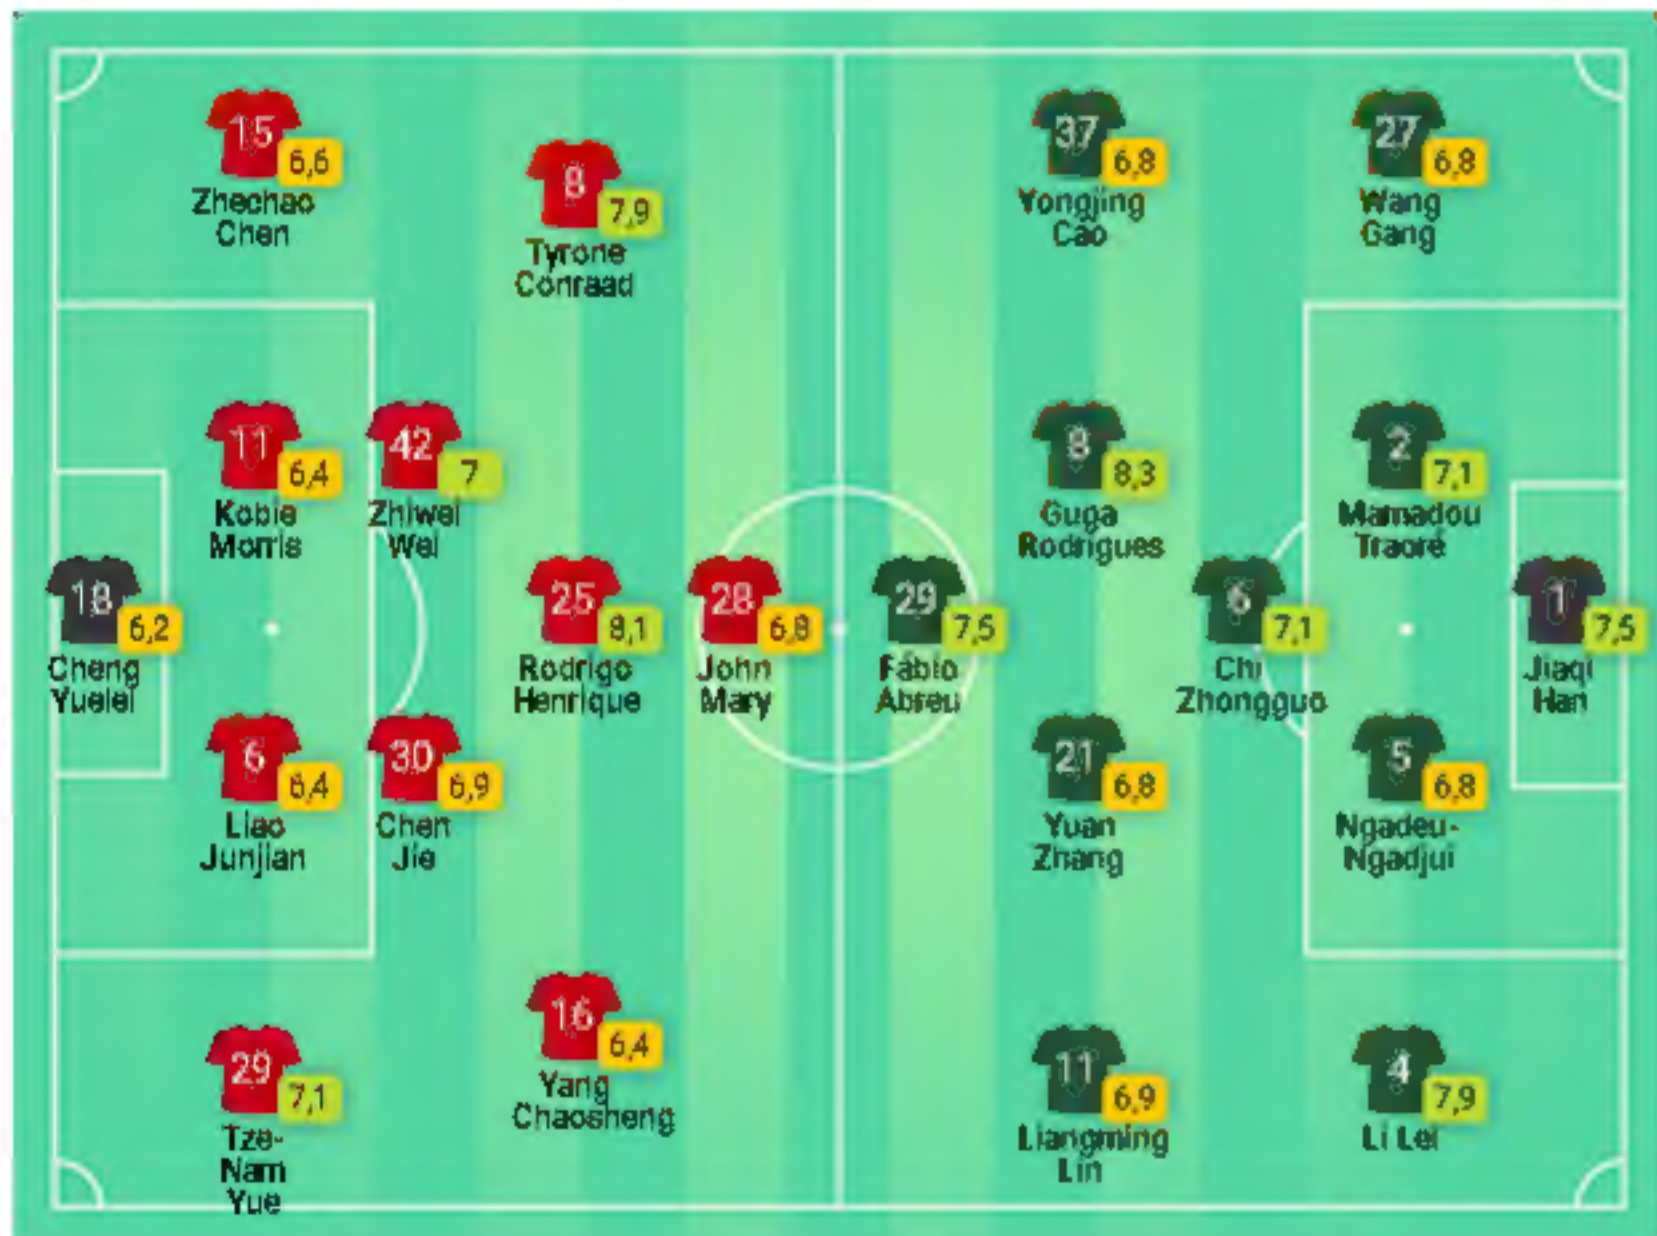 15
6,6
Zhechao
Chen
8
7,9
Tyrone
Conraad
37
6,8
Yongjing
Cao
27
6,8
Wang
Gang
11
6,4
Kobie
Morris
42
7
Zhiwei
Wei
8
8,3
Guga
Rodrigues
2
7,1
Mamadou
Traoré
18
6,2
Cheng
Yuelei
25
8,1
Rodrigo
Henrique
28
6,8
John
Mary
29
7,5
Fábio
Abreu
6
7,1
Chi
Zhongguo
1
7,5
Jiaqi
Han
6
6,4
Liao
Junjian
30
6,9
Chen
Jie
21
6,8
Yuan
Zhang
5
6,8
Ngadeu-
Ngadjui
16
6,4
Yang
Chaosheng
29
7,1
Tze-
Nam
Yue
11
6,9
Liangming
Lin
4
7,9
Li Lei